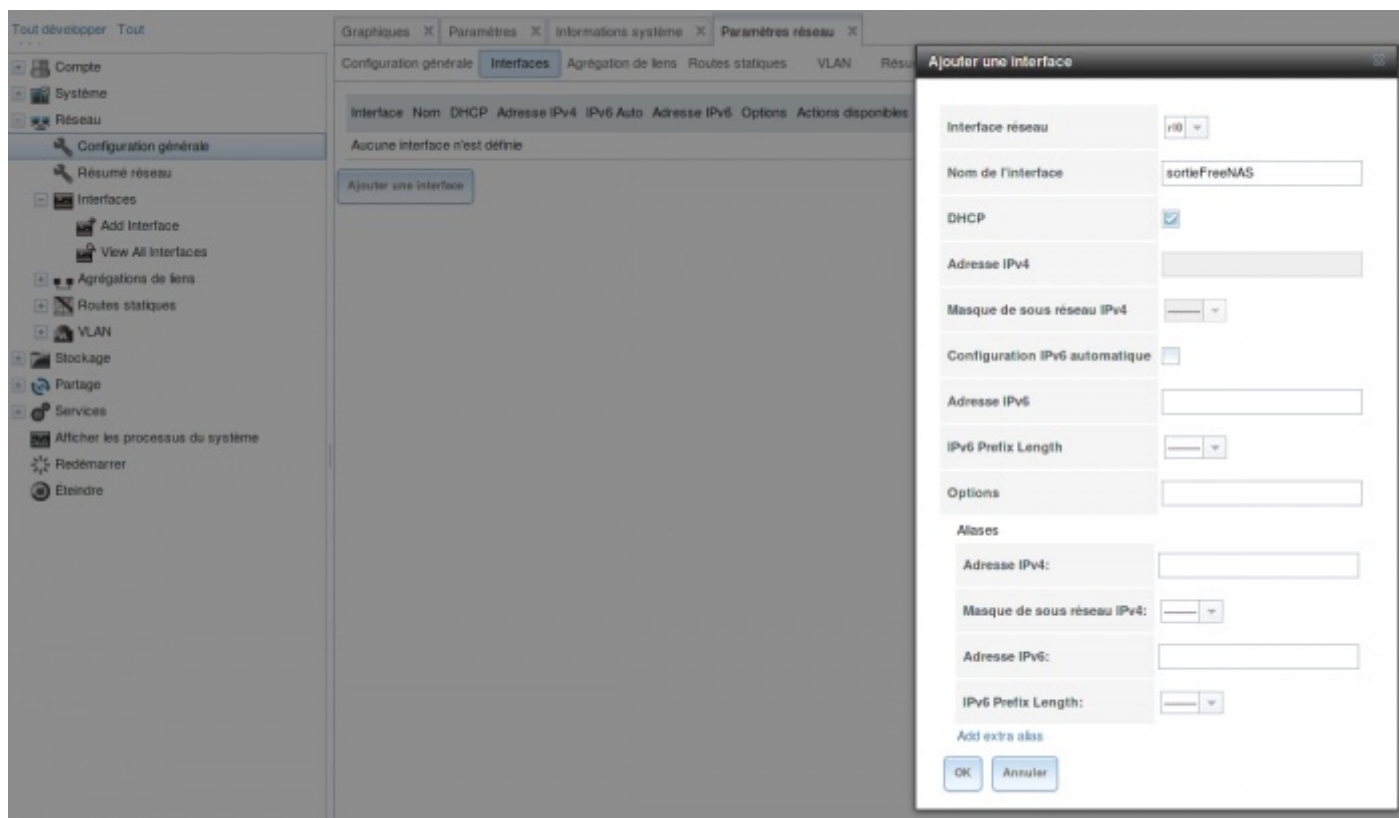 Tout développer Tout
Compte
Système
Réseau
Configuration générale
Résumé réseau
Interfaces
Add Interface
View All Interfaces
Agrégations de liens
Routes statiques
VLAN
Stockage
Partage
Services
Afficher les processus du système
Redémarrer
Éteindre
Graphiques X Paramètres X Informations système X Paramètres réseau X
Configuration générale Interfaces Agrégation de liens Routes statiques VLAN Résu
Interface Nom DHCP Adresse IPv4 IPv6 Auto Adresse IPv6 Options Actions disponibles
Aucune interface n'est définie
Ajouter une interface
Ajouter une interface
Interface réseau rl0
Nom de l'interface sortieFreeNAS
DHCP
Adresse IPv4
Masque de sous réseau IPv4
Configuration IPv6 automatique
Adresse IPv6
IPv6 Prefix Length
Options
Aliases
Adresse IPv4:
Masque de sous réseau IPv4:
Adresse IPv6:
IPv6 Prefix Length:
Add extra alias
OK Annuler